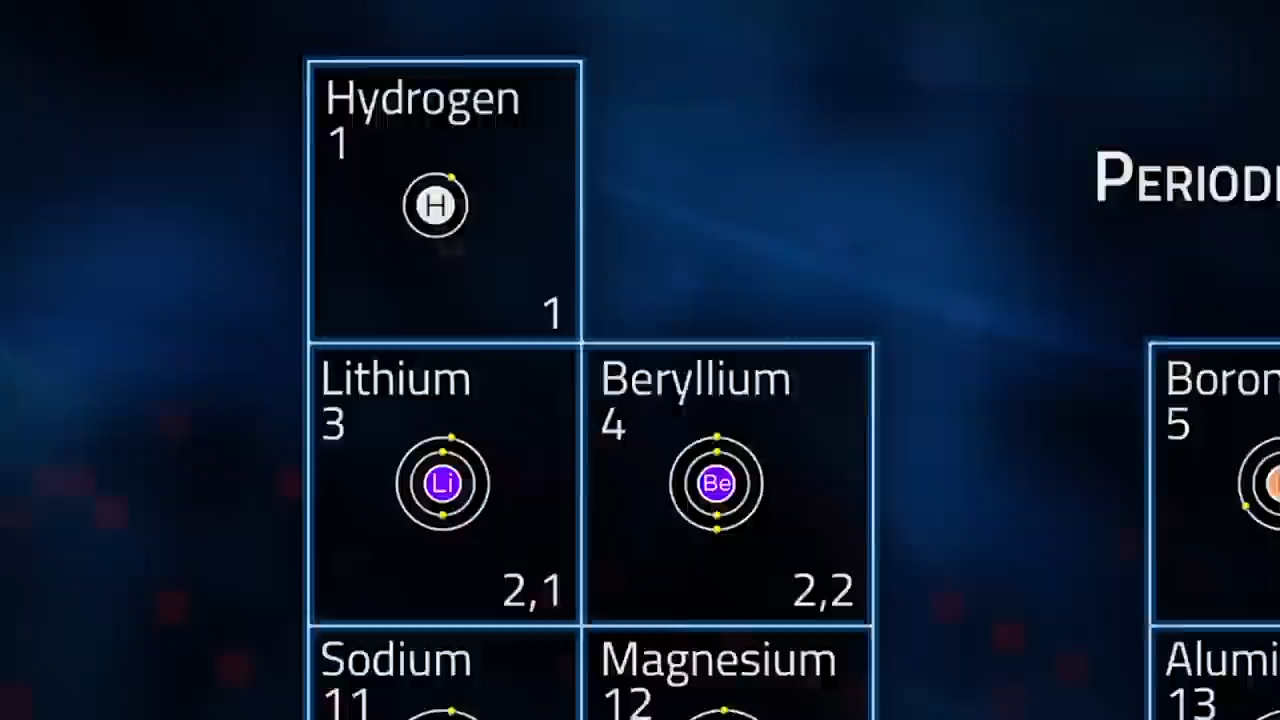 Hydrogen
1
H
1
PERIODI
Lithium
3
Li
2,1
Beryllium
4
Be
2,2
Boron
5
Sodium
11
Magnesium
12
Alumi
13